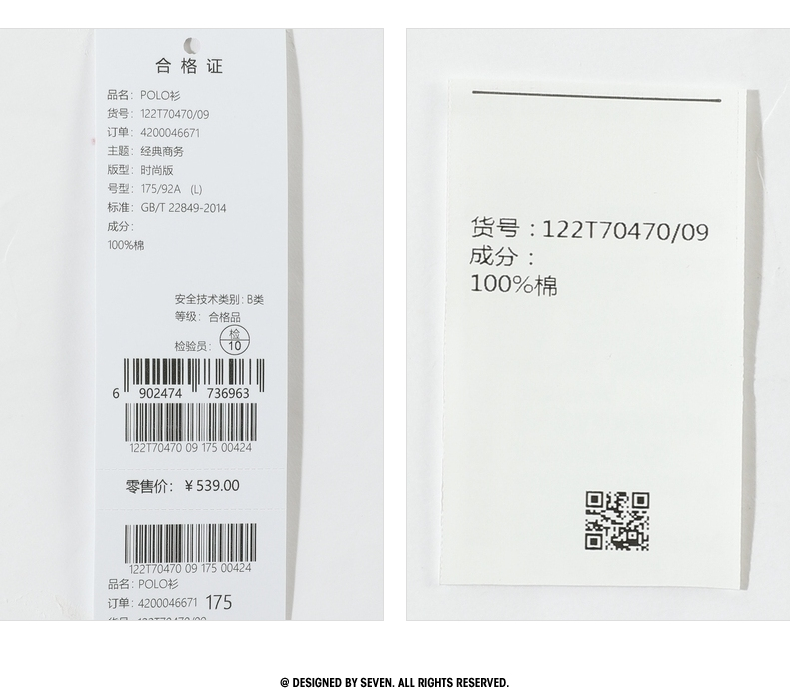 合格证
品名: POLO衫
货号: 122T70470/09
订单: 4200046671
主题: 经典商务
版型: 时尚版
号型: 175/92A (L)
标准: GB/T 22849-2014
成分:
100%棉
安全技术类别: B类
等级: 合格品
检验员: 检 10
6 902474 736963
122T70470 09 175 00424
零售价: ¥539.00
122T70470 09 175 00424
品名: POLO衫
订单: 4200046671 175
货号:122T70470/09
成分:
100%棉
@ DESIGNED BY SEVEN. ALL RIGHTS RESERVED.